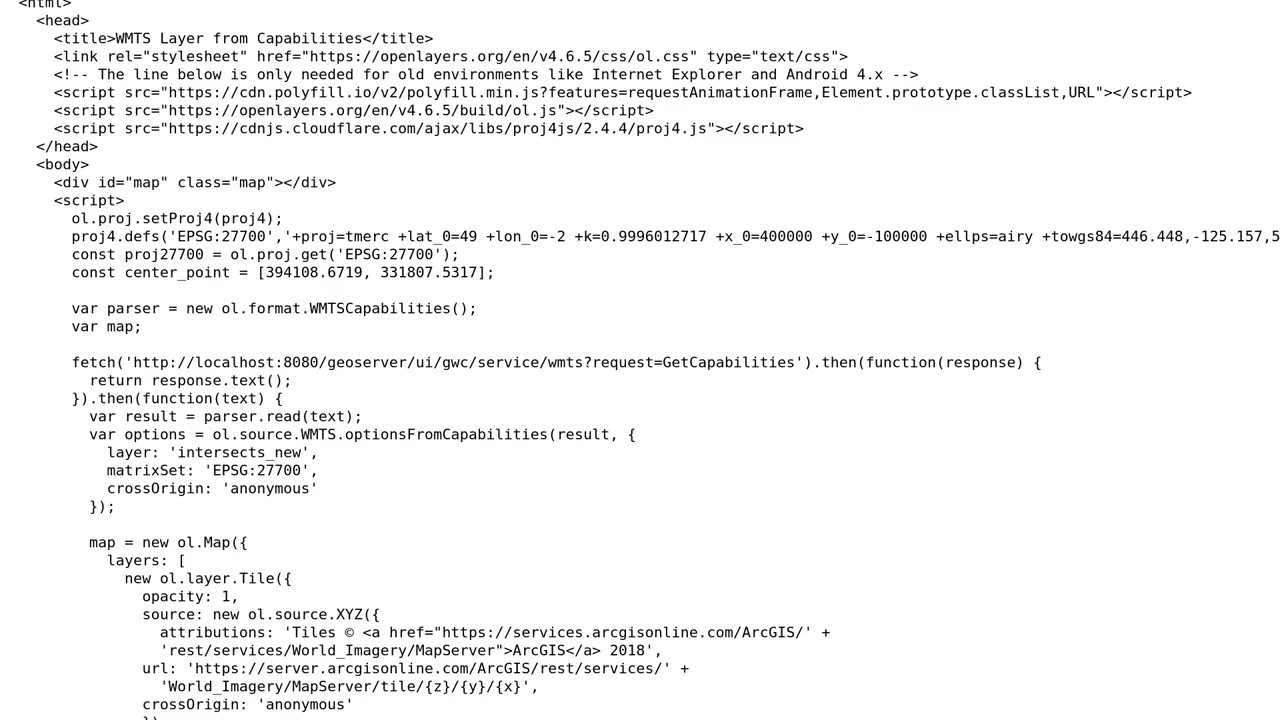 <html>
<head>
<title>WMTS Layer from Capabilities</title>
<link rel="stylesheet" href="https://openlayers.org/en/v4.6.5/css/ol.css" type="text/css">
<!-- The line below is only needed for old environments like Internet Explorer and Android 4.x -->
<script src="https://cdn.polyfill.io/v2/polyfill.min.js?features=requestAnimationFrame,Element.prototype.classList,URL"></script>
<script src="https://openlayers.org/en/v4.6.5/build/ol.js"></script>
<script src="https://cdnjs.cloudflare.com/ajax/libs/proj4js/2.4.4/proj4.js"></script>
</head>
<body>
<div id="map" class="map"></div>
<script>
ol.proj.setProj4(proj4);
proj4.defs('EPSG:27700','+proj=tmerc +lat_0=49 +lon_0=-2 +k=0.9996012717 +x_0=400000 +y_0=-100000 +ellps=airy +towgs84=446.448,-125.157,5
const proj27700 = ol.proj.get('EPSG:27700');
const center_point = [394108.6719, 331807.5317];
var parser = new ol.format.WMTSCapabilities();
var map;
fetch('http://localhost:8080/geoserver/ui/gwc/service/wmts?request=GetCapabilities').then(function(response) {
return response.text();
}).then(function(text) {
var result = parser.read(text);
var options = ol.source.WMTS.optionsFromCapabilities(result, {
layer: 'intersects_new',
matrixSet: 'EPSG:27700',
crossOrigin: 'anonymous'
});
map = new ol.Map({
layers: [
new ol.layer.Tile({
opacity: 1,
source: new ol.source.XYZ({
attributions: 'Tiles © <a href="https://services.arcgisonline.com/ArcGIS/' +
'rest/services/World_Imagery/MapServer">ArcGIS</a> 2018',
url: 'https://server.arcgisonline.com/ArcGIS/rest/services/' +
'World_Imagery/MapServer/tile/{z}/{y}/{x}',
crossOrigin: 'anonymous'